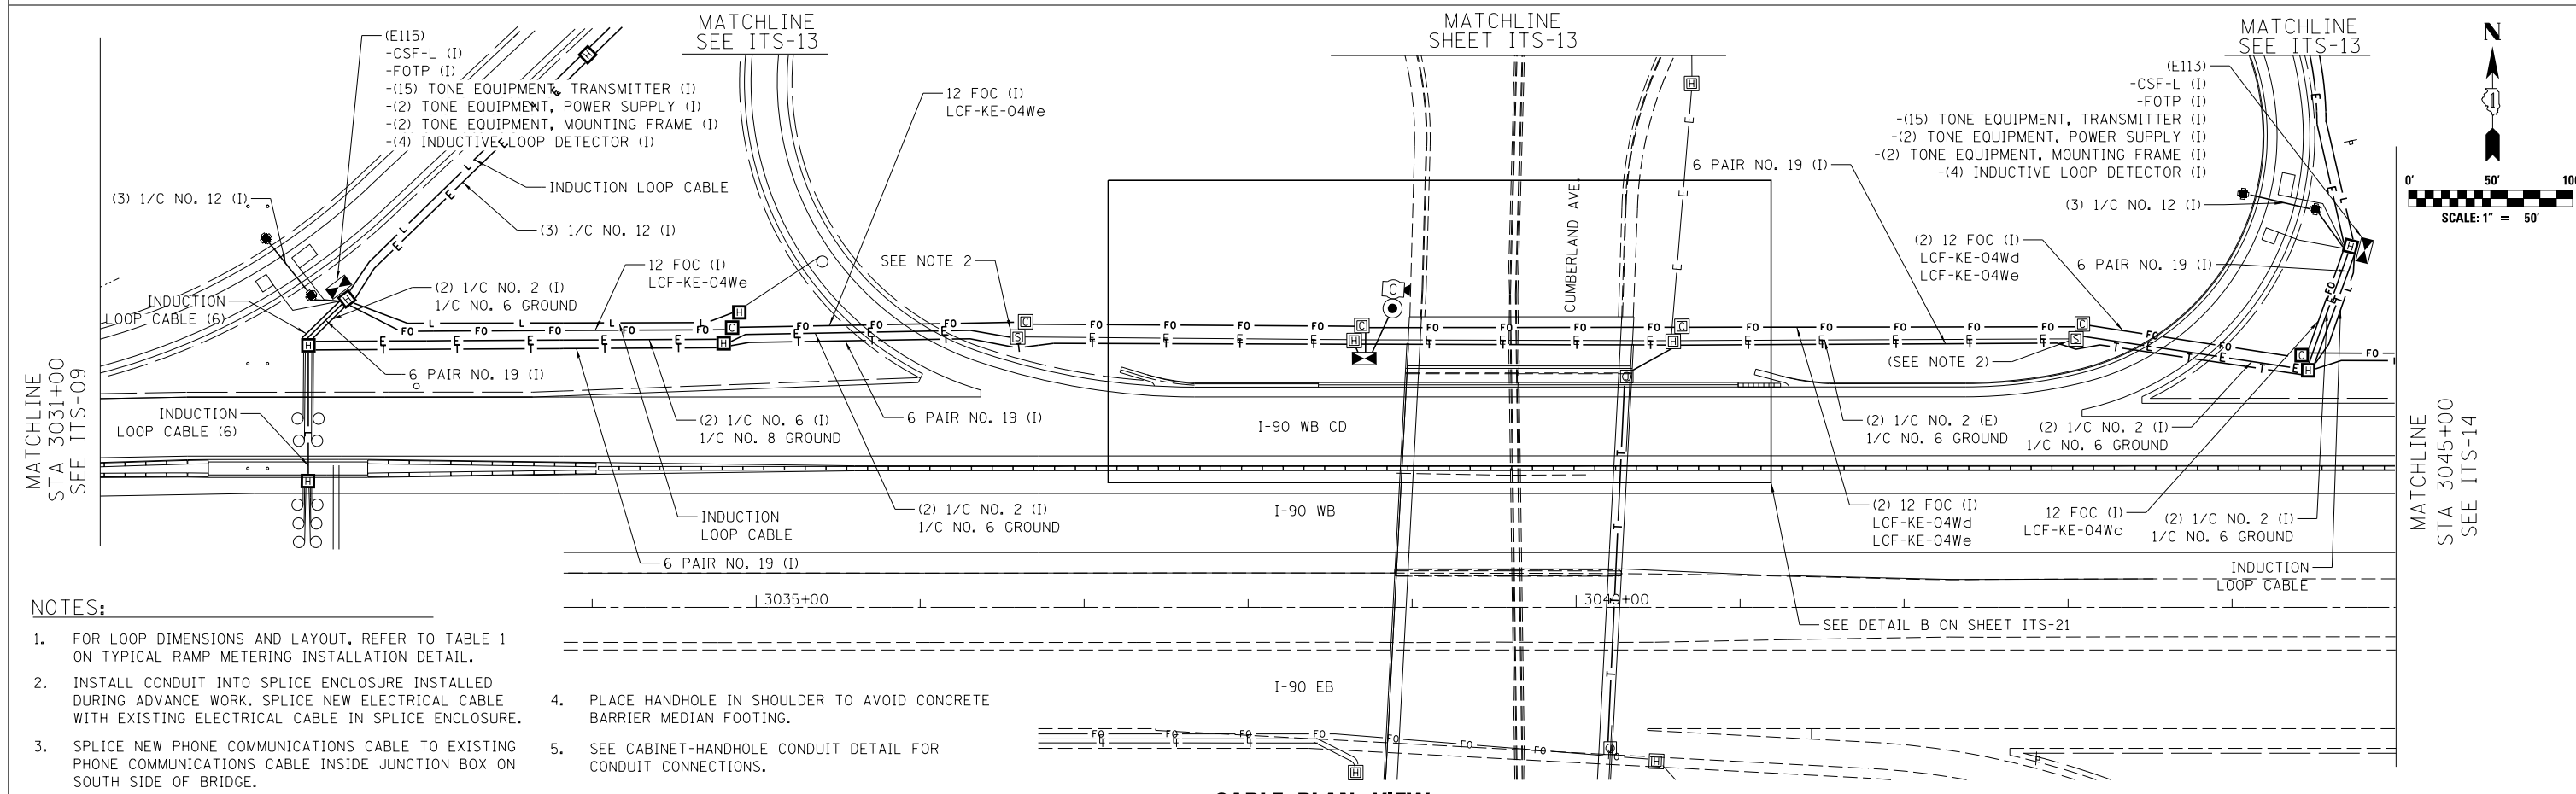 MATCHLINE
SEE ITS-13
MATCHLINE
SHEET ITS-13
MATCHLINE
SEE ITS-13
N
1
0'
50'
SCALE: 1" = 50'
(E115)
-CSF-L (I)
-FOTP (I)
-(15) TONE EQUIPMENT, TRANSMITTER (I)
-(2) TONE EQUIPMENT, POWER SUPPLY (I)
-(2) TONE EQUIPMENT, MOUNTING FRAME (I)
-(4) INDUCTIVE LOOP DETECTOR (I)
INDUCTION LOOP CABLE
(3) 1/C NO. 12 (I)
(3) 1/C NO. 12 (I)
12 FOC (I)
LCF-KE-04We
12 FOC (I)
LCF-KE-04We
SEE NOTE 2
(2) 1/C NO. 2 (I)
1/C NO. 6 GROUND
INDUCTION
LOOP CABLE (6)
6 PAIR NO. 19 (I)
INDUCTION
LOOP CABLE (6)
(2) 1/C NO. 6 (I)
1/C NO. 8 GROUND
6 PAIR NO. 19 (I)
INDUCTION
LOOP CABLE
(2) 1/C NO. 2 (I)
1/C NO. 6 GROUND
6 PAIR NO. 19 (I)
CUMBERLAND AVE.
6 PAIR NO. 19 (I)
(E113)
-CSF-L (I)
-FOTP (I)
-(15) TONE EQUIPMENT, TRANSMITTER (I)
-(2) TONE EQUIPMENT, POWER SUPPLY (I)
-(2) TONE EQUIPMENT, MOUNTING FRAME (I)
-(4) INDUCTIVE LOOP DETECTOR (I)
(3) 1/C NO. 12 (I)
(2) 12 FOC (I)
LCF-KE-04Wd
LCF-KE-04We
6 PAIR NO. 19 (I)
(SEE NOTE 2)
(2) 1/C NO. 2 (E)
1/C NO. 6 GROUND
(2) 1/C NO. 2 (I)
1/C NO. 6 GROUND
(2) 12 FOC (I)
LCF-KE-04Wd
LCF-KE-04We
12 FOC (I)
LCF-KE-04Wc
(2) 1/C NO. 2 (I)
1/C NO. 6 GROUND
INDUCTION
LOOP CABLE
SEE DETAIL B ON SHEET ITS-21
I-90 WB CD
I-90 WB
I-90 EB
3035+00
3040+00
MATCHLINE
STA 3031+00
SEE ITS-09
MATCHLINE
STA 3045+00
SEE ITS-14
NOTES:
1. FOR LOOP DIMENSIONS AND LAYOUT, REFER TO TABLE 1
ON TYPICAL RAMP METERING INSTALLATION DETAIL.
2. INSTALL CONDUIT INTO SPLICE ENCLOSURE INSTALLED
DURING ADVANCE WORK. SPLICE NEW ELECTRICAL CABLE
WITH EXISTING ELECTRICAL CABLE IN SPLICE ENCLOSURE.
3. SPLICE NEW PHONE COMMUNICATIONS CABLE TO EXISTING
PHONE COMMUNICATIONS CABLE INSIDE JUNCTION BOX ON
SOUTH SIDE OF BRIDGE.
4. PLACE HANDHOLE IN SHOULDER TO AVOID CONCRETE
BARRIER MEDIAN FOOTING.
5. SEE CABINET-HANDHOLE CONDUIT DETAIL FOR
CONDUIT CONNECTIONS.